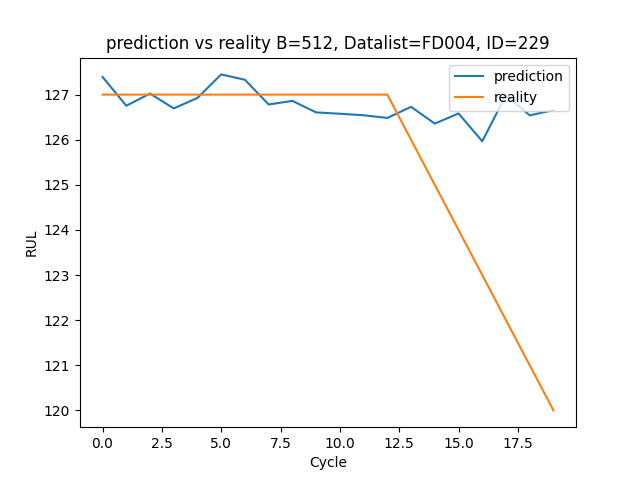 prediction vs reality B=512, Datalist=FD004, ID=229
prediction
reality
127
126
125
124
123
122
121
120
RUL
0.0 2.5 5.0 7.5 10.0 12.5 15.0 17.5
Cycle